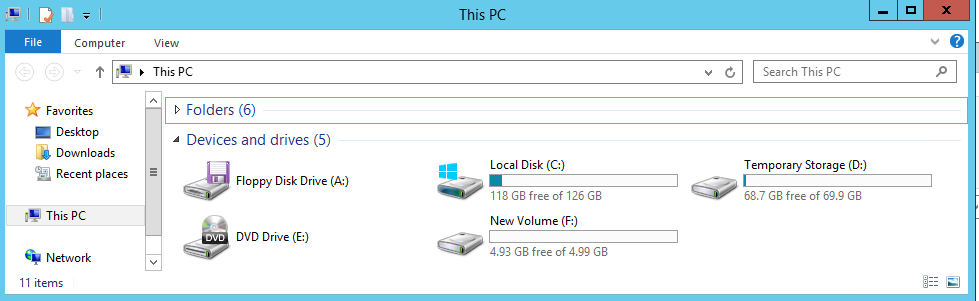 This PC
File Computer View
This PC
Search This PC
Favorites
Desktop
Downloads
Recent places
This PC
Network
Folders (6)
Devices and drives (5)
Floppy Disk Drive (A:)
Local Disk (C:)
118 GB free of 126 GB
Temporary Storage (D:)
68.7 GB free of 69.9 GB
DVD
DVD Drive (E:)
New Volume (F:)
4.93 GB free of 4.99 GB
11 items